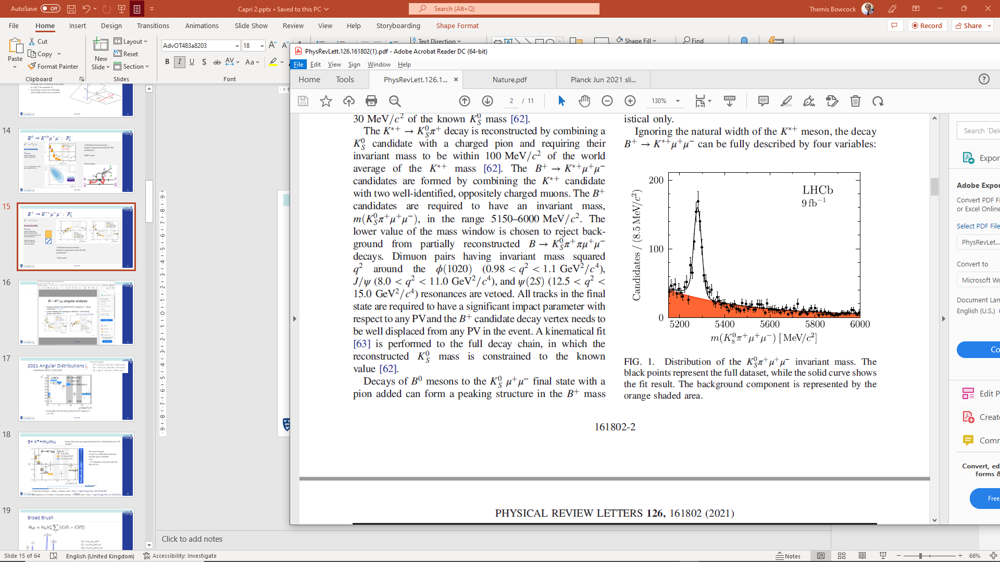 AutoSave Off
Capri 2.pptx • Saved to this PC
Search (Alt+Q)
Themis Bowcock
File Home Insert Design Transitions Animations Slide Show Review View Help Storyboarding Shape Format
Record
Share
Paste
Cut
Copy
Format Painter
Clipboard
New
Slide
Layout
Reset
Section
Slides
AdvOT483a8203 18
B I U S ab AV Aa
Font
Text Direction
Shape Fill
Find
PhysRevLett.126.161802(1).pdf - Adobe Acrobat Reader DC (64-bit)
File Edit View Sign Window Help
Home Tools PhysRevLett.126.1... Nature.pdf Planck Jun 2021 sli...
2 / 11 130%
30 MeV/c² of the known K⁰S mass [62].
The K*⁺ → K⁰Sπ⁺ decay is reconstructed by combining a
K⁰S candidate with a charged pion and requiring their
invariant mass to be within 100 MeV/c² of the world
average of the K*⁺ mass [62]. The B⁺ → K*⁺μ⁺μ⁻
candidates are formed by combining the K*⁺ candidate
with two well-identified, oppositely charged muons. The B⁺
candidates are required to have an invariant mass,
m(K⁰Sπ⁺μ⁺μ⁻), in the range 5150–6000 MeV/c². The
lower value of the mass window is chosen to reject back-
ground from partially reconstructed B → K⁰Sπ⁺πμ⁺μ⁻
decays. Dimuon pairs having invariant mass squared
q² around the ϕ(1020) (0.98 < q² < 1.1 GeV²/c⁴),
J/ψ (8.0 < q² < 11.0 GeV²/c⁴), and ψ(2S) (12.5 < q² <
15.0 GeV²/c⁴) resonances are vetoed. All tracks in the final
state are required to have a significant impact parameter with
respect to any PV and the B⁺ candidate decay vertex needs to
be well displaced from any PV in the event. A kinematical fit
[63] is performed to the full decay chain, in which the
reconstructed K⁰S mass is constrained to the known
value [62].
Decays of B⁰ mesons to the K⁰S μ⁺μ⁻ final state with a
pion added can form a peaking structure in the B⁺ mass
istical only.
Ignoring the natural width of the K*⁺ meson, the decay
B⁺ → K*⁺μ⁺μ⁻ can be fully described by four variables:
LHCb
9 fb⁻¹
Candidates / (8.5 MeV/c²)
200
100
0
5200 5400 5600 5800 6000
m(K⁰Sπ⁺μ⁺μ⁻) [MeV/c²]
FIG. 1. Distribution of the K⁰Sπ⁺μ⁺μ⁻ invariant mass. The
black points represent the full dataset, while the solid curve shows
the fit result. The background component is represented by the
orange shaded area.
161802-2
PHYSICAL REVIEW LETTERS 126, 161802 (2021)
Search 'Dele
Expor
Adobe Expor
Convert PDF Fi
or Excel Online
Select PDF File
PhysRevLet...
Convert to
Microsoft Wo
Document Lan
English (U.S.) C
Co
Edit P
Create
Comm
Convert, ed
forms &
Free
14
B⁰ → K*⁰μ⁺μ⁻: P′₅
15
B⁺ → K*⁺μ⁺μ⁻: P′₅
16
B⁺→K*⁺μμ angular analysis
17
2021 Angular Distributions (
18
B+ K*+mumu
19
Broad Brush
Click to add notes
Slide 15 of 64
English (United Kingdom)
Accessibility: Investigate
Notes
66%